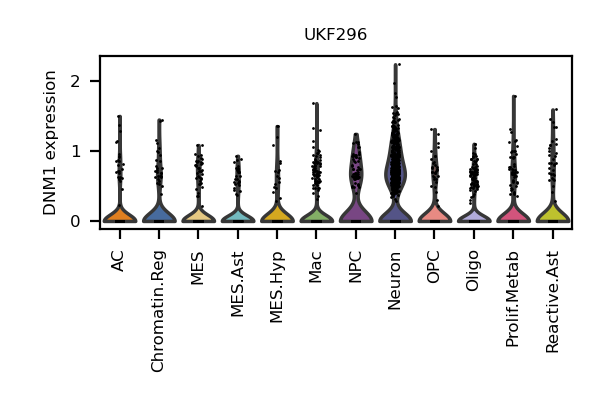 UKF296
DNM1 expression
2
1
0
AC
Chromatin.Reg
MES
MES.Ast
MES.Hyp
Mac
NPC
Neuron
OPC
Oligo
Prolif.Metab
Reactive.Ast